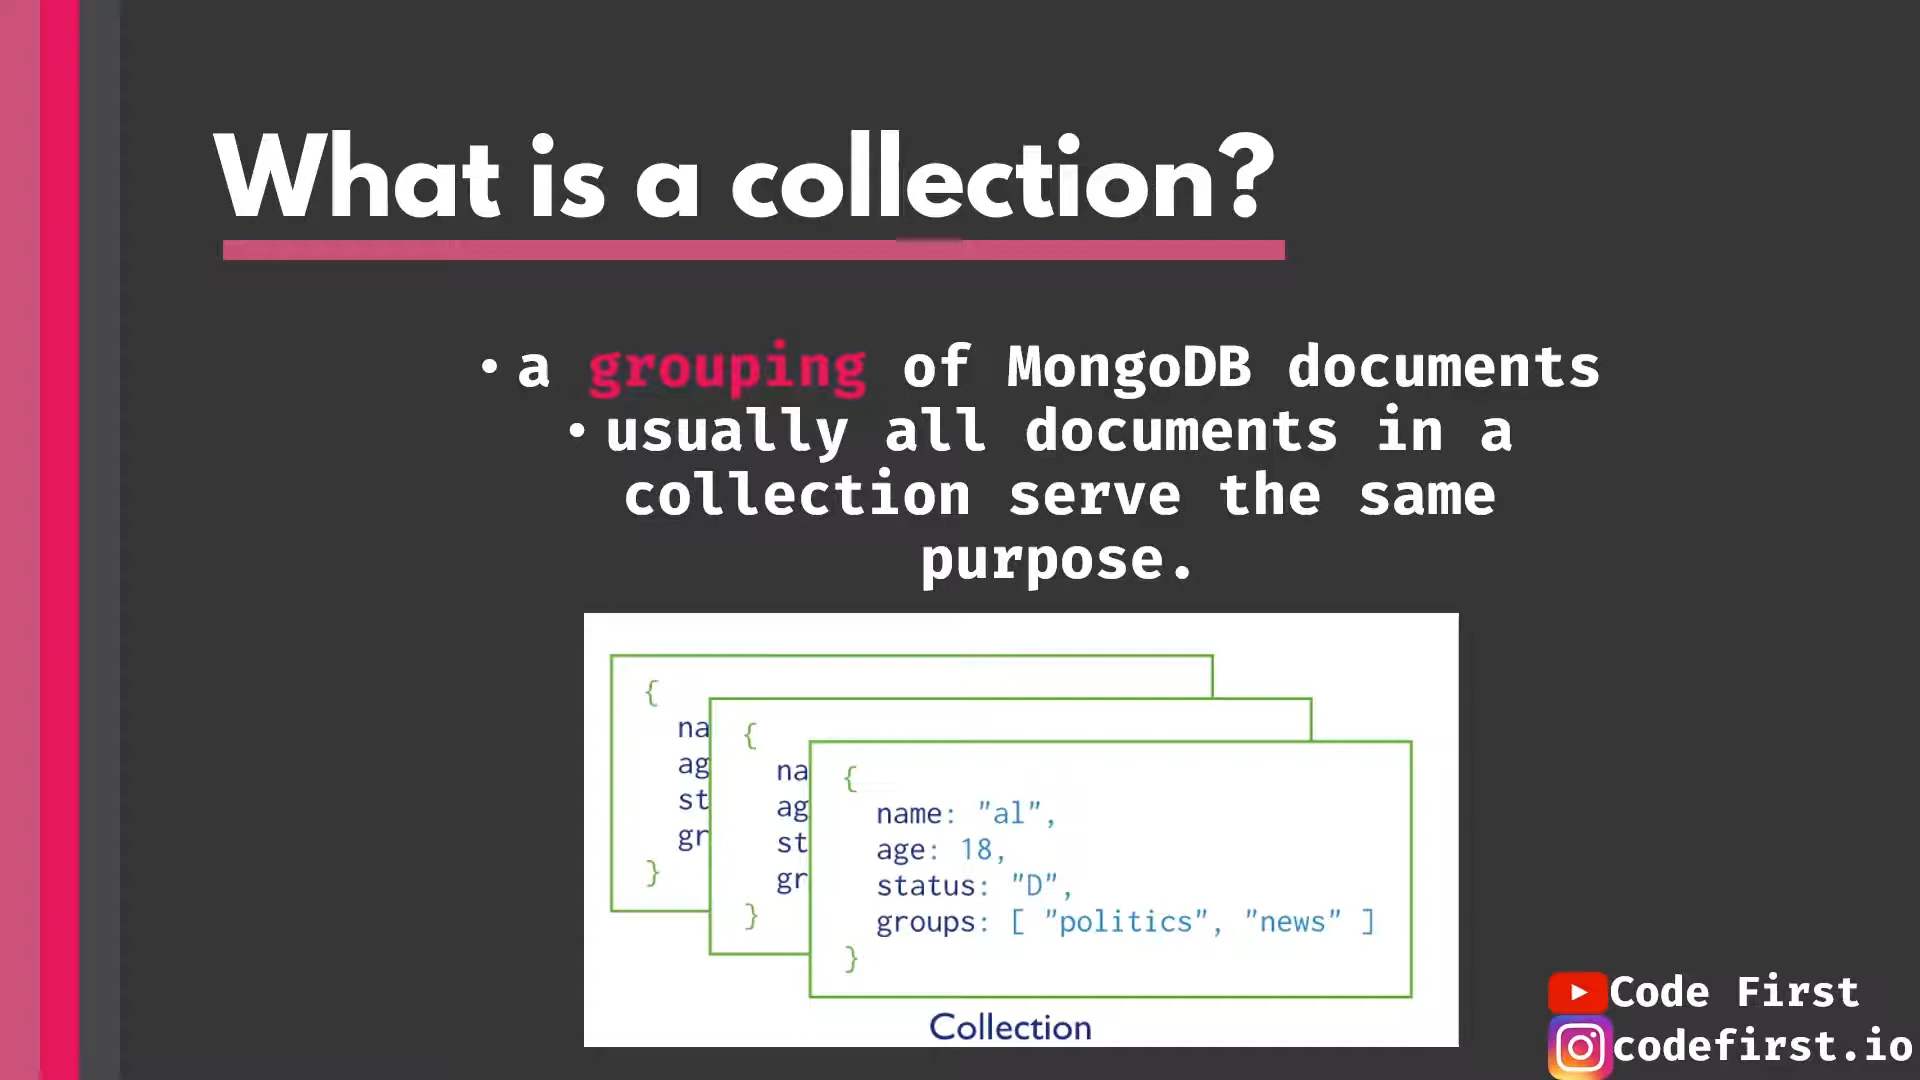 What is a collection?
• a grouping of MongoDB documents
• usually all documents in a
collection serve the same
purpose.
{
na
ag
st
gr
}
{
na
ag
st
gr
}
{
name: "al",
age: 18,
status: "D",
groups: [ "politics", "news" ]
}
Collection
Code First
codefirst.io